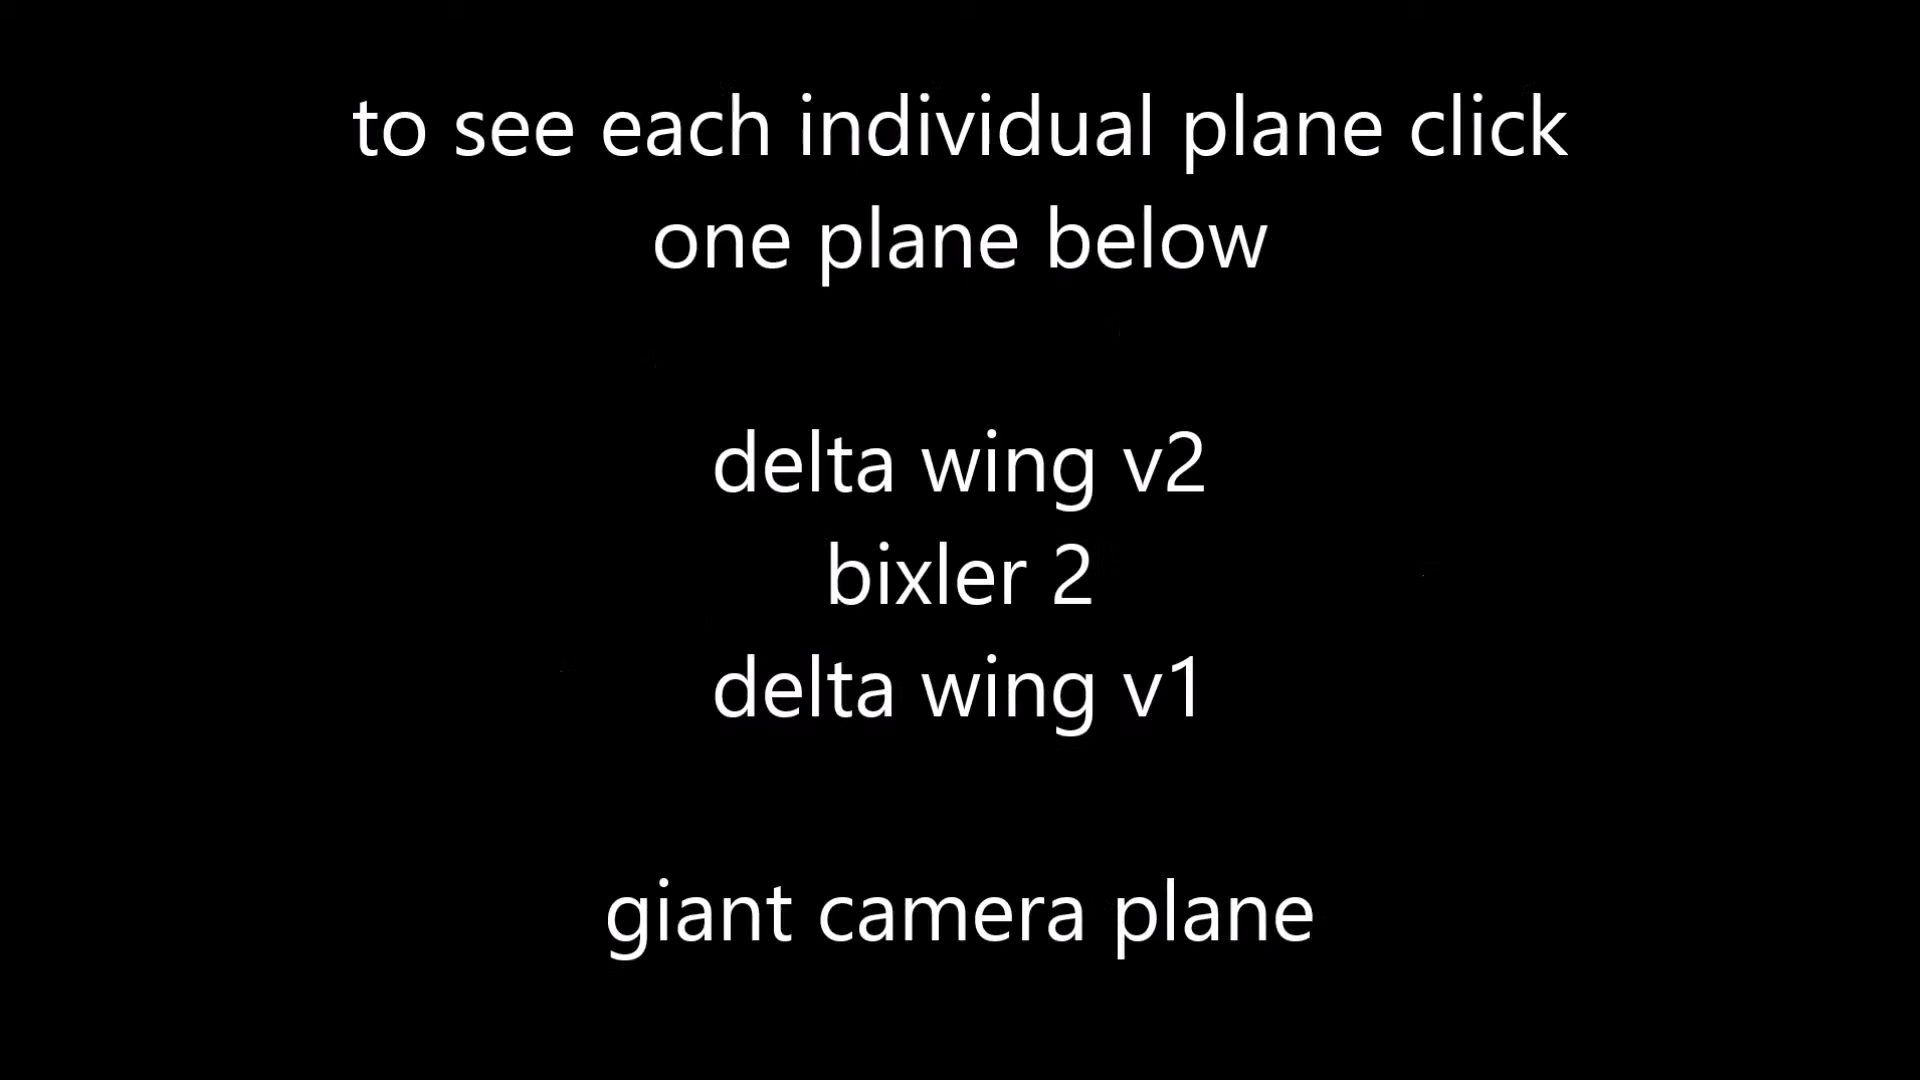 to see each individual plane click
one plane below
delta wing v2
bixler 2
delta wing v1
giant camera plane